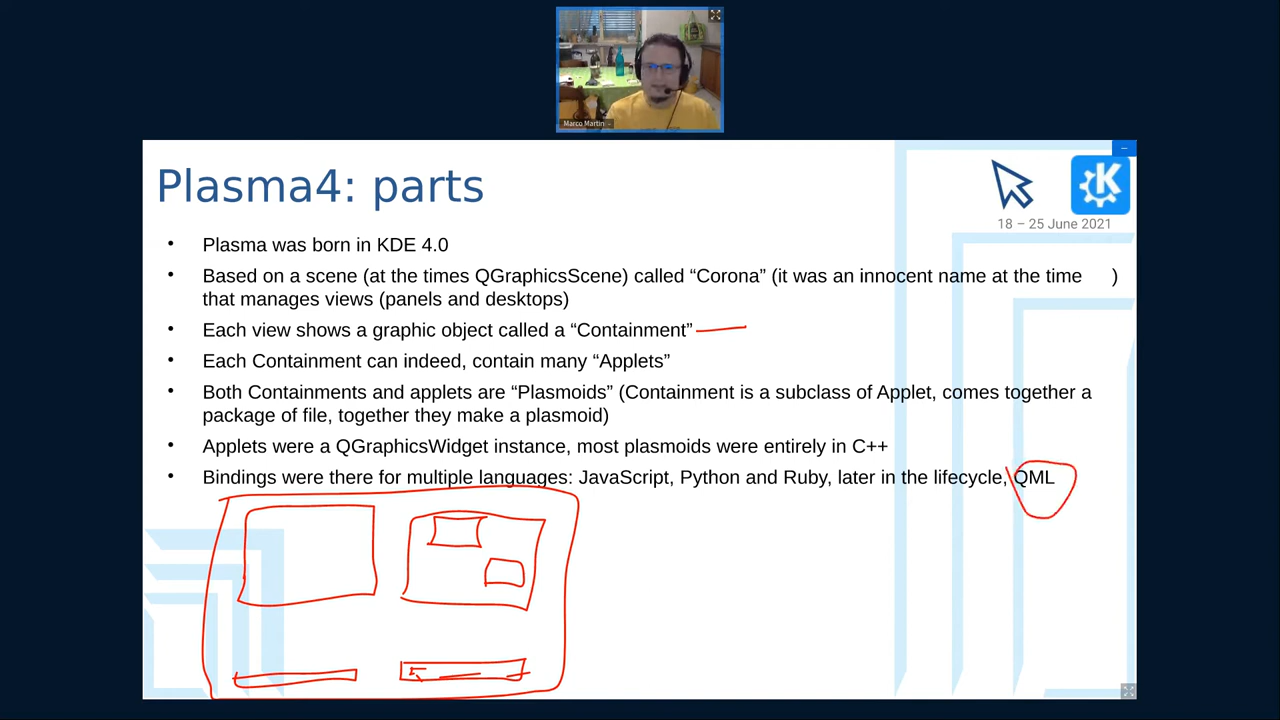 Marco Martin
Plasma4: parts
K
18 – 25 June 2021
• Plasma was born in KDE 4.0
• Based on a scene (at the times QGraphicsScene) called “Corona” (it was an innocent name at the time )
that manages views (panels and desktops)
• Each view shows a graphic object called a “Containment”
• Each Containment can indeed, contain many “Applets”
• Both Containments and applets are “Plasmoids” (Containment is a subclass of Applet, comes together a
package of file, together they make a plasmoid)
• Applets were a QGraphicsWidget instance, most plasmoids were entirely in C++
• Bindings were there for multiple languages: JavaScript, Python and Ruby, later in the lifecycle, QML